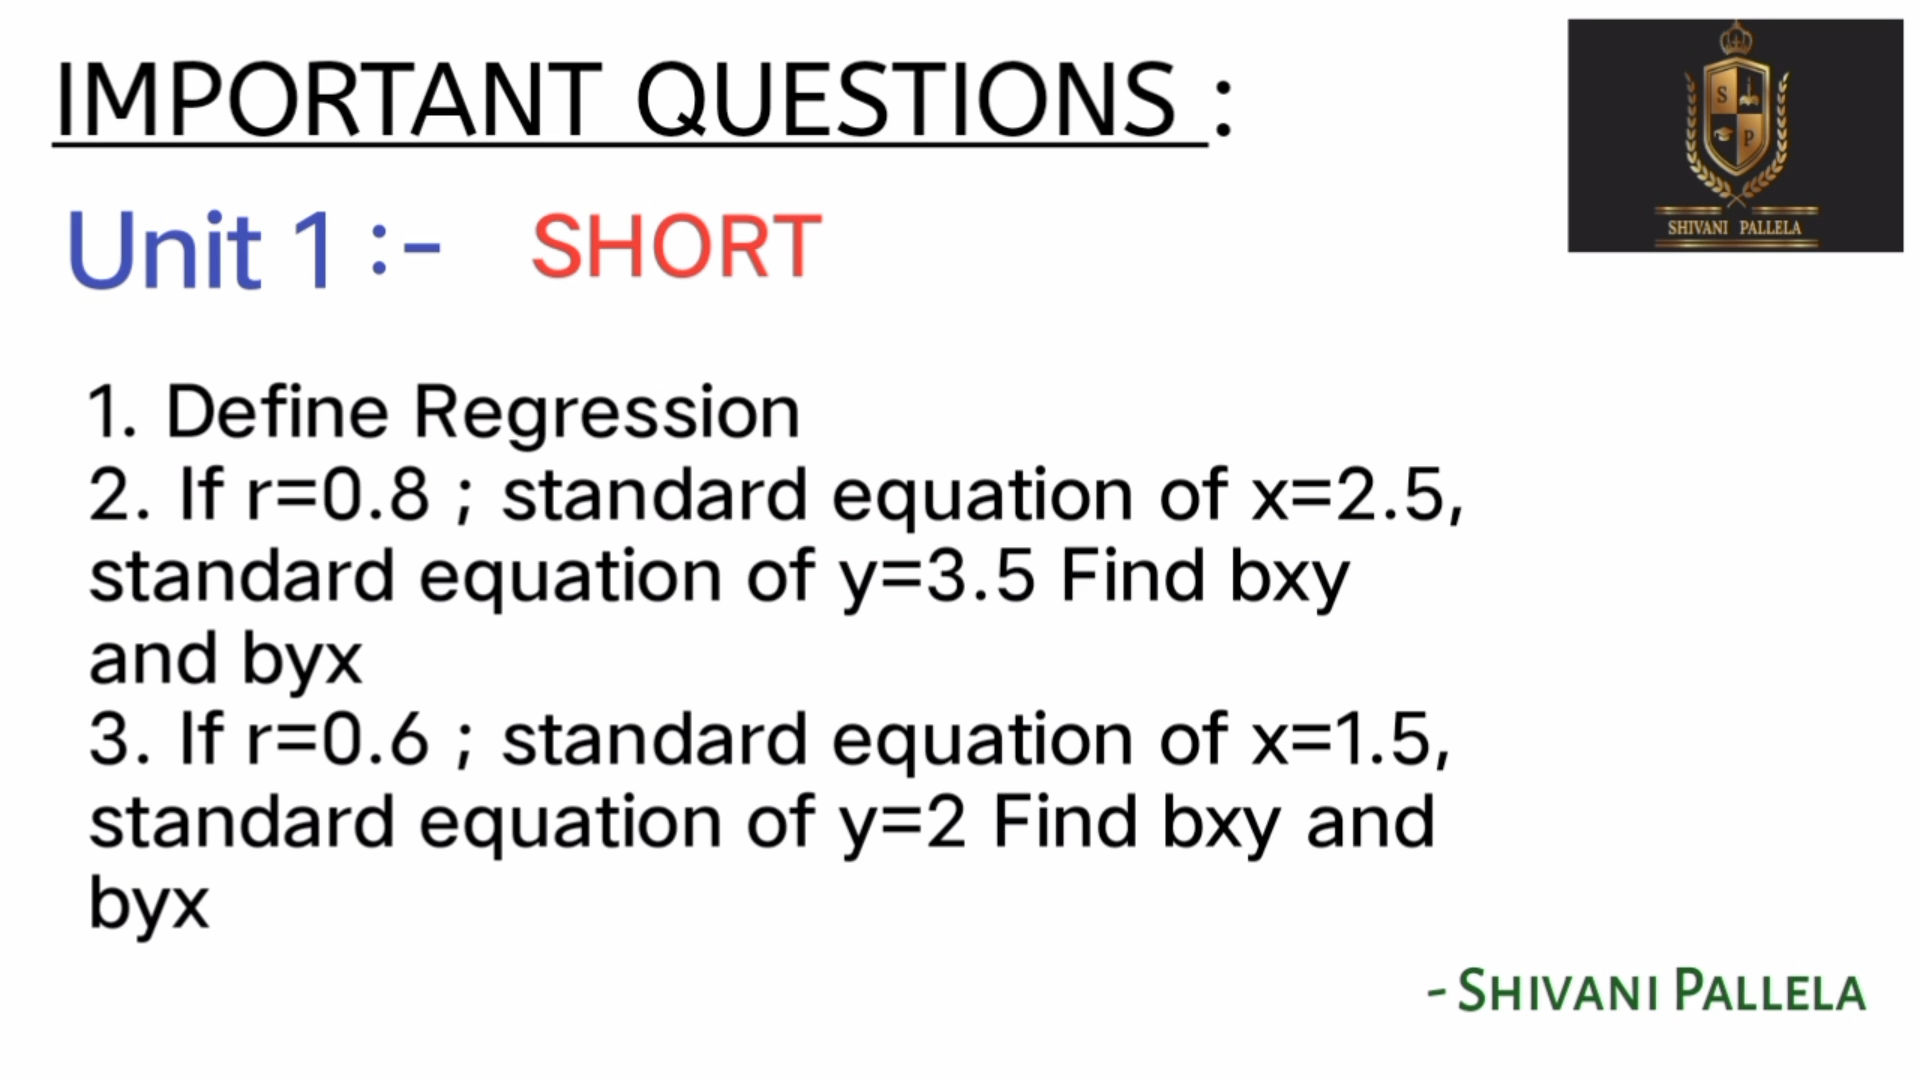 IMPORTANT QUESTIONS :
Unit 1 :- SHORT
S
P
SHIVANI PALLELA
1. Define Regression
2. If r=0.8 ; standard equation of x=2.5,
standard equation of y=3.5 Find bxy
and byx
3. If r=0.6 ; standard equation of x=1.5,
standard equation of y=2 Find bxy and
byx
- SHIVANI PALLELA